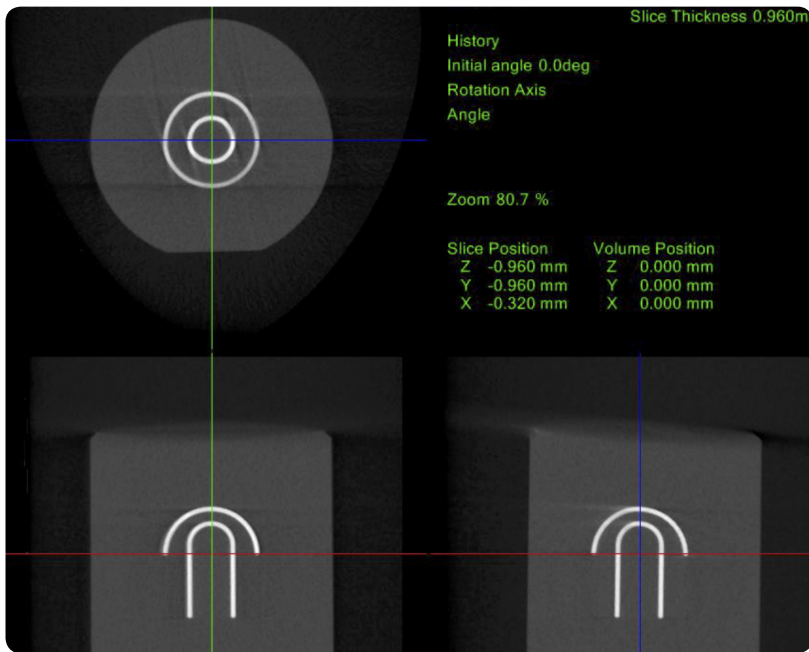 Slice Thickness 0.960m
History
Initial angle 0.0deg
Rotation Axis
Angle
Zoom 80.7 %
Slice Position Volume Position
Z -0.960 mm Z 0.000 mm
Y -0.960 mm Y 0.000 mm
X -0.320 mm X 0.000 mm